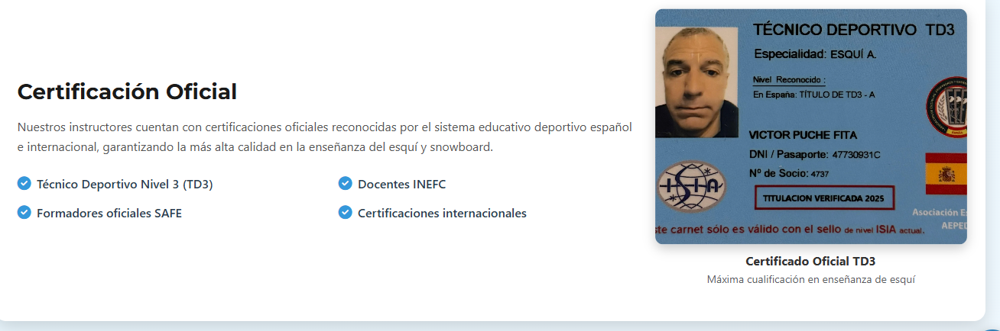 Certificación Oficial
Nuestros instructores cuentan con certificaciones oficiales reconocidas por el sistema educativo deportivo español
e internacional, garantizando la más alta calidad en la enseñanza del esquí y snowboard.
Técnico Deportivo Nivel 3 (TD3)
Docentes INEFC
Formadores oficiales SAFE
Certificaciones internacionales
TÉCNICO DEPORTIVO TD3
Especialidad: ESQUÍ A.
Nivel Reconocido :
En España: TÍTULO DE TD3 - A
VICTOR PUCHE FITA
DNI / Pasaporte: 47730931C
Nº de Socio: 4737
ISIA
TITULACION VERIFICADA 2025
Asociación Es
AEPED
te carnet sólo es válido con el sello de nivel ISIA actual.
Certificado Oficial TD3
Máxima cualificación en enseñanza de esquí